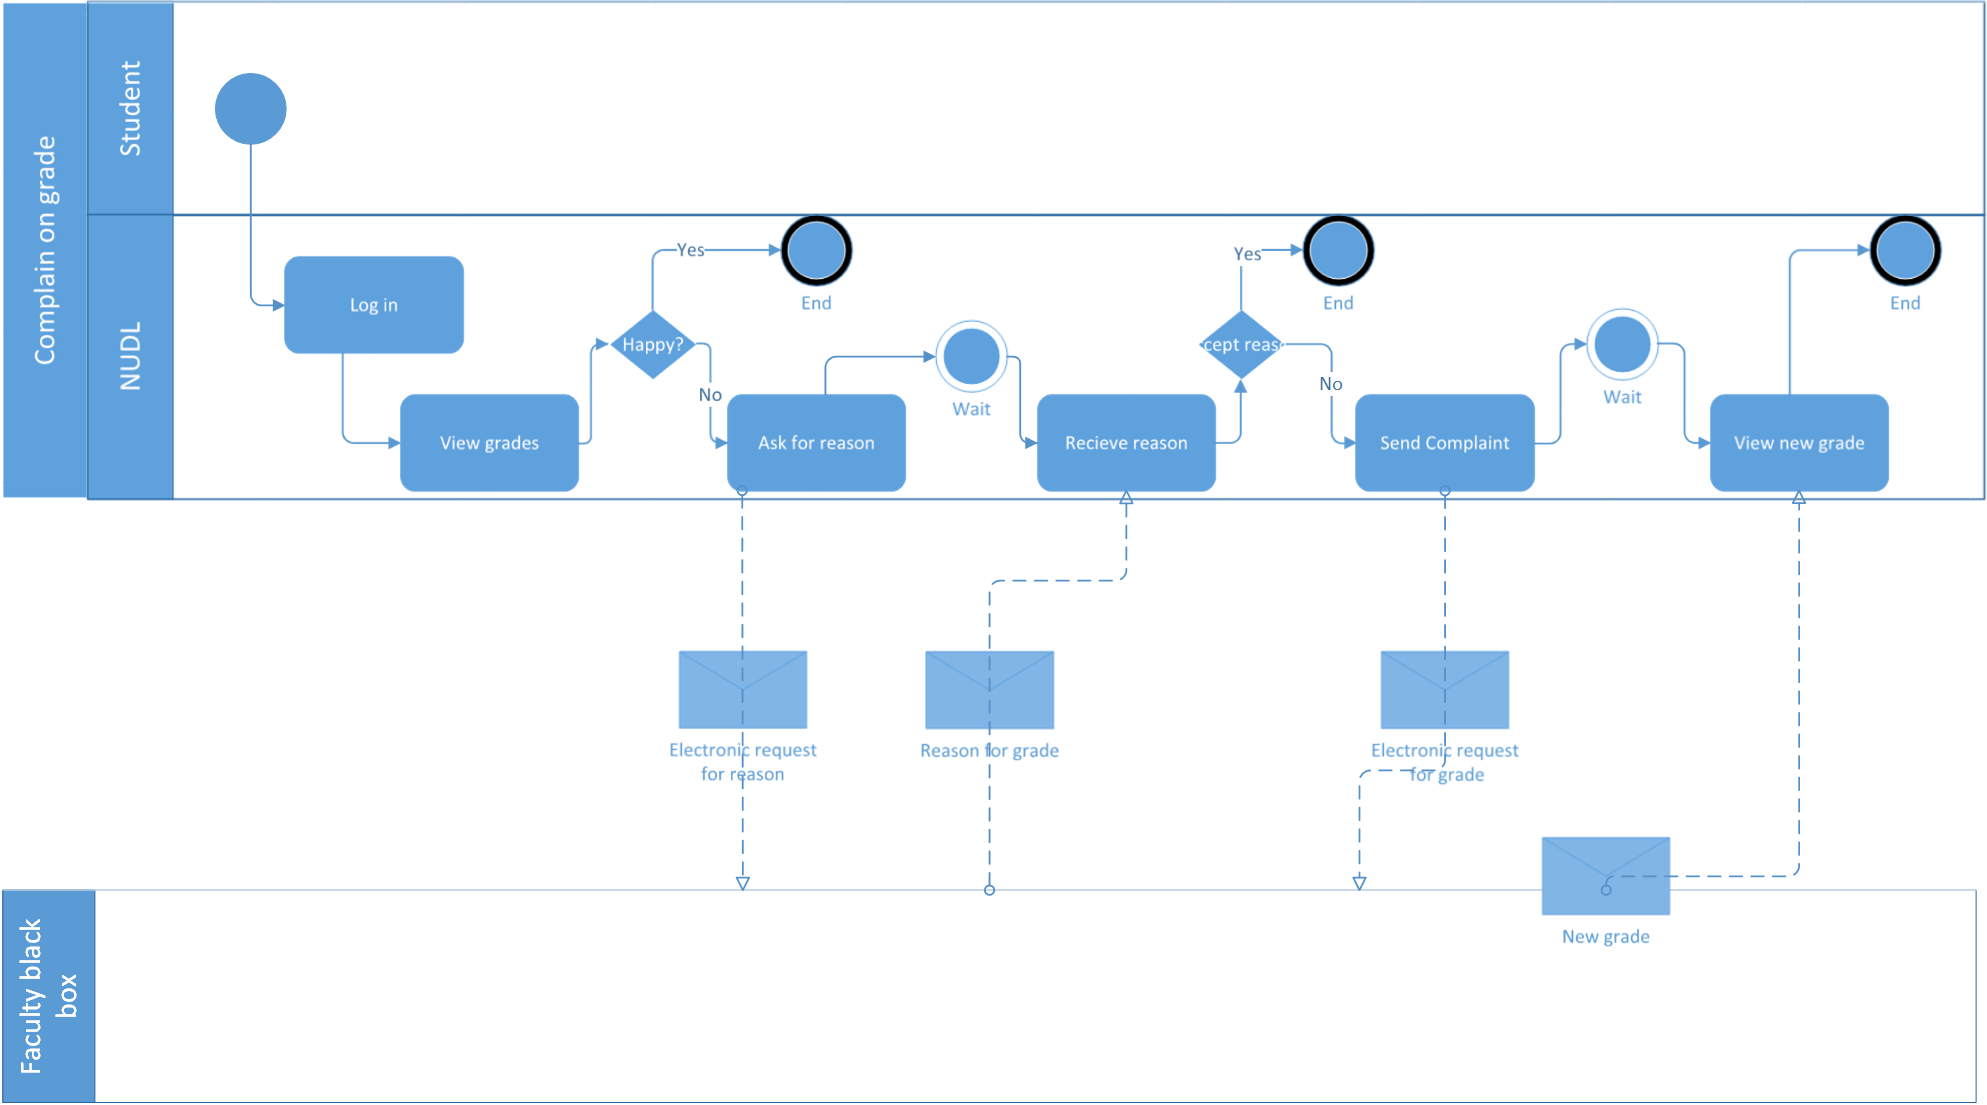 Complain on grade
Student
NUDL
Log in
View grades
Happy?
Yes
End
No
Ask for reason
Wait
Recieve reason
cept reas
Yes
End
No
Send Complaint
Wait
View new grade
End
Electronic request
for reason
Reason for grade
Electronic request
for grade
New grade
Faculty black
box